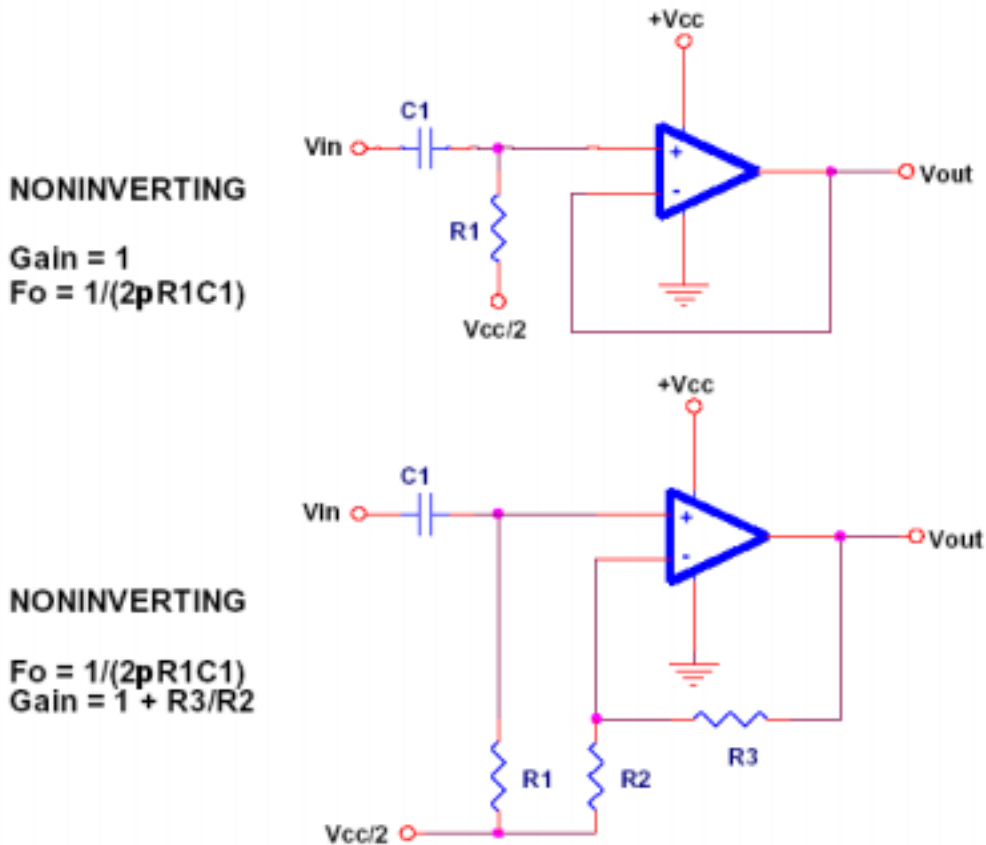 +Vcc
C1
Vin
+
-
Vout
NONINVERTING
R1
Gain = 1
Fo = 1/(2pR1C1)
Vcc/2
+Vcc
C1
Vin
+
-
Vout
NONINVERTING
Fo = 1/(2pR1C1)
Gain = 1 + R3/R2
R3
R1
R2
Vcc/2